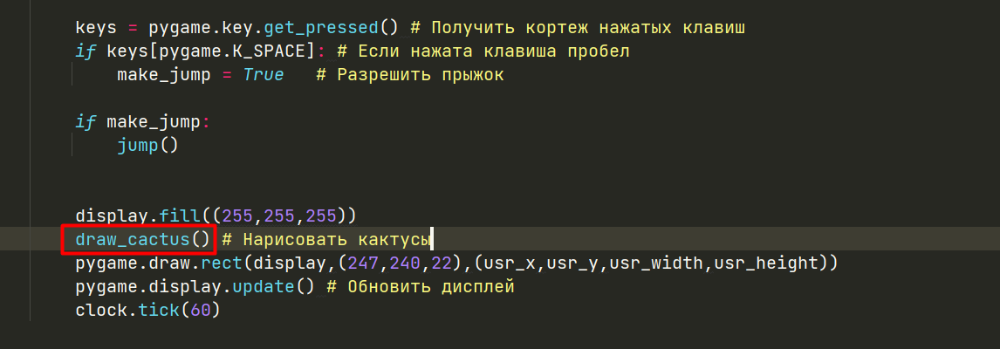 keys = pygame.key.get_pressed() # Получить кортеж нажатых клавиш
if keys[pygame.K_SPACE]: # Если нажата клавиша пробел
make_jump = True   # Разрешить прыжок
if make_jump:
jump()
display.fill((255,255,255))
draw_cactus() # Нарисовать кактусы
pygame.draw.rect(display,(247,240,22),(usr_x,usr_y,usr_width,usr_height))
pygame.display.update() # Обновить дисплей
clock.tick(60)